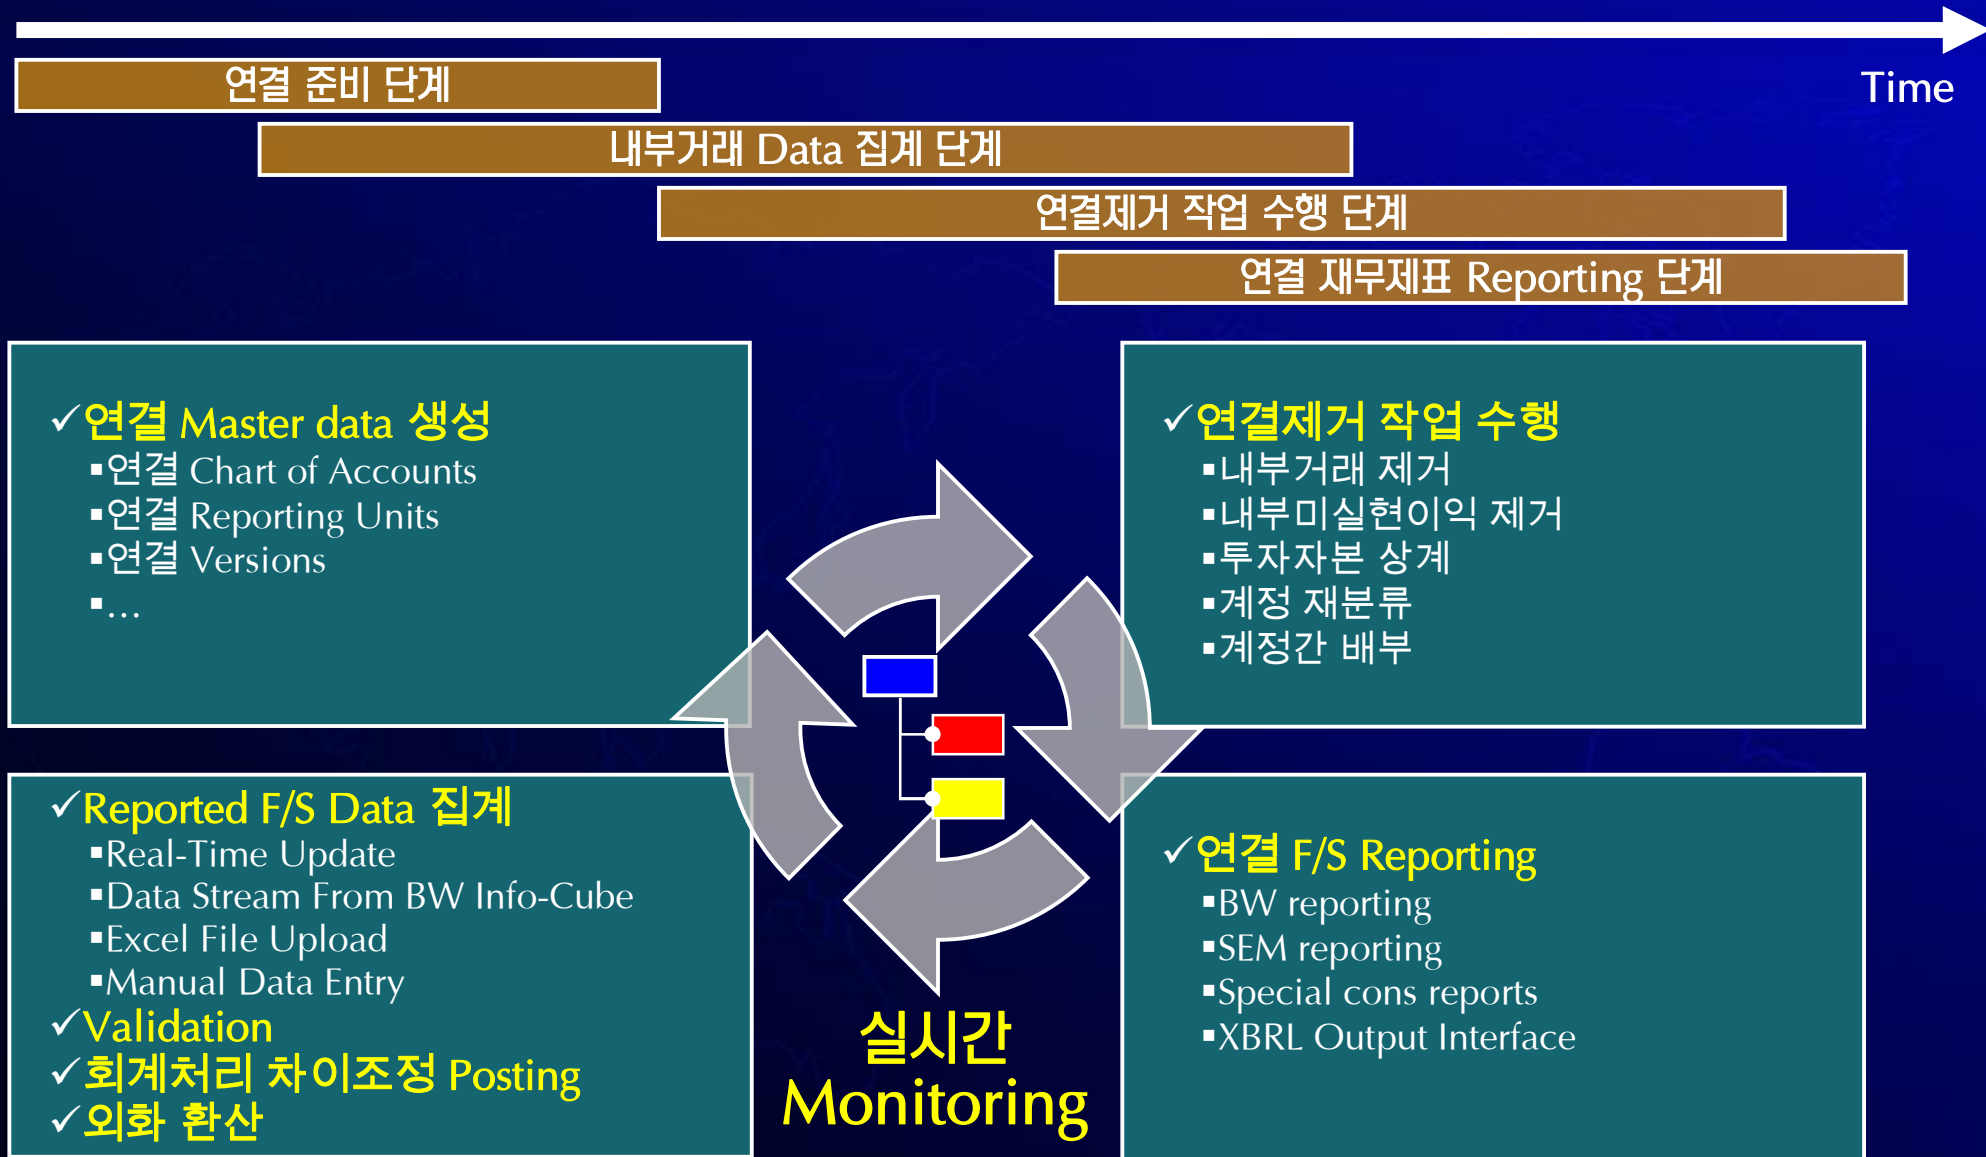 연결 준비 단계
Time
내부거래 Data 집계 단계
연결제거 작업 수행 단계
연결 재무제표 Reporting 단계
✓연결 Master data 생성
▪연결 Chart of Accounts
▪연결 Reporting Units
▪연결 Versions
▪...
✓연결제거 작업 수행
▪내부거래 제거
▪내부미실현이익 제거
▪투자자본 상계
▪계정 재분류
▪계정간 배부
✓Reported F/S Data 집계
▪Real-Time Update
▪Data Stream From BW Info-Cube
▪Excel File Upload
▪Manual Data Entry
✓Validation
✓회계처리 차이조정 Posting
✓외화 환산
실시간
Monitoring
✓연결 F/S Reporting
▪BW reporting
▪SEM reporting
▪Special cons reports
▪XBRL Output Interface